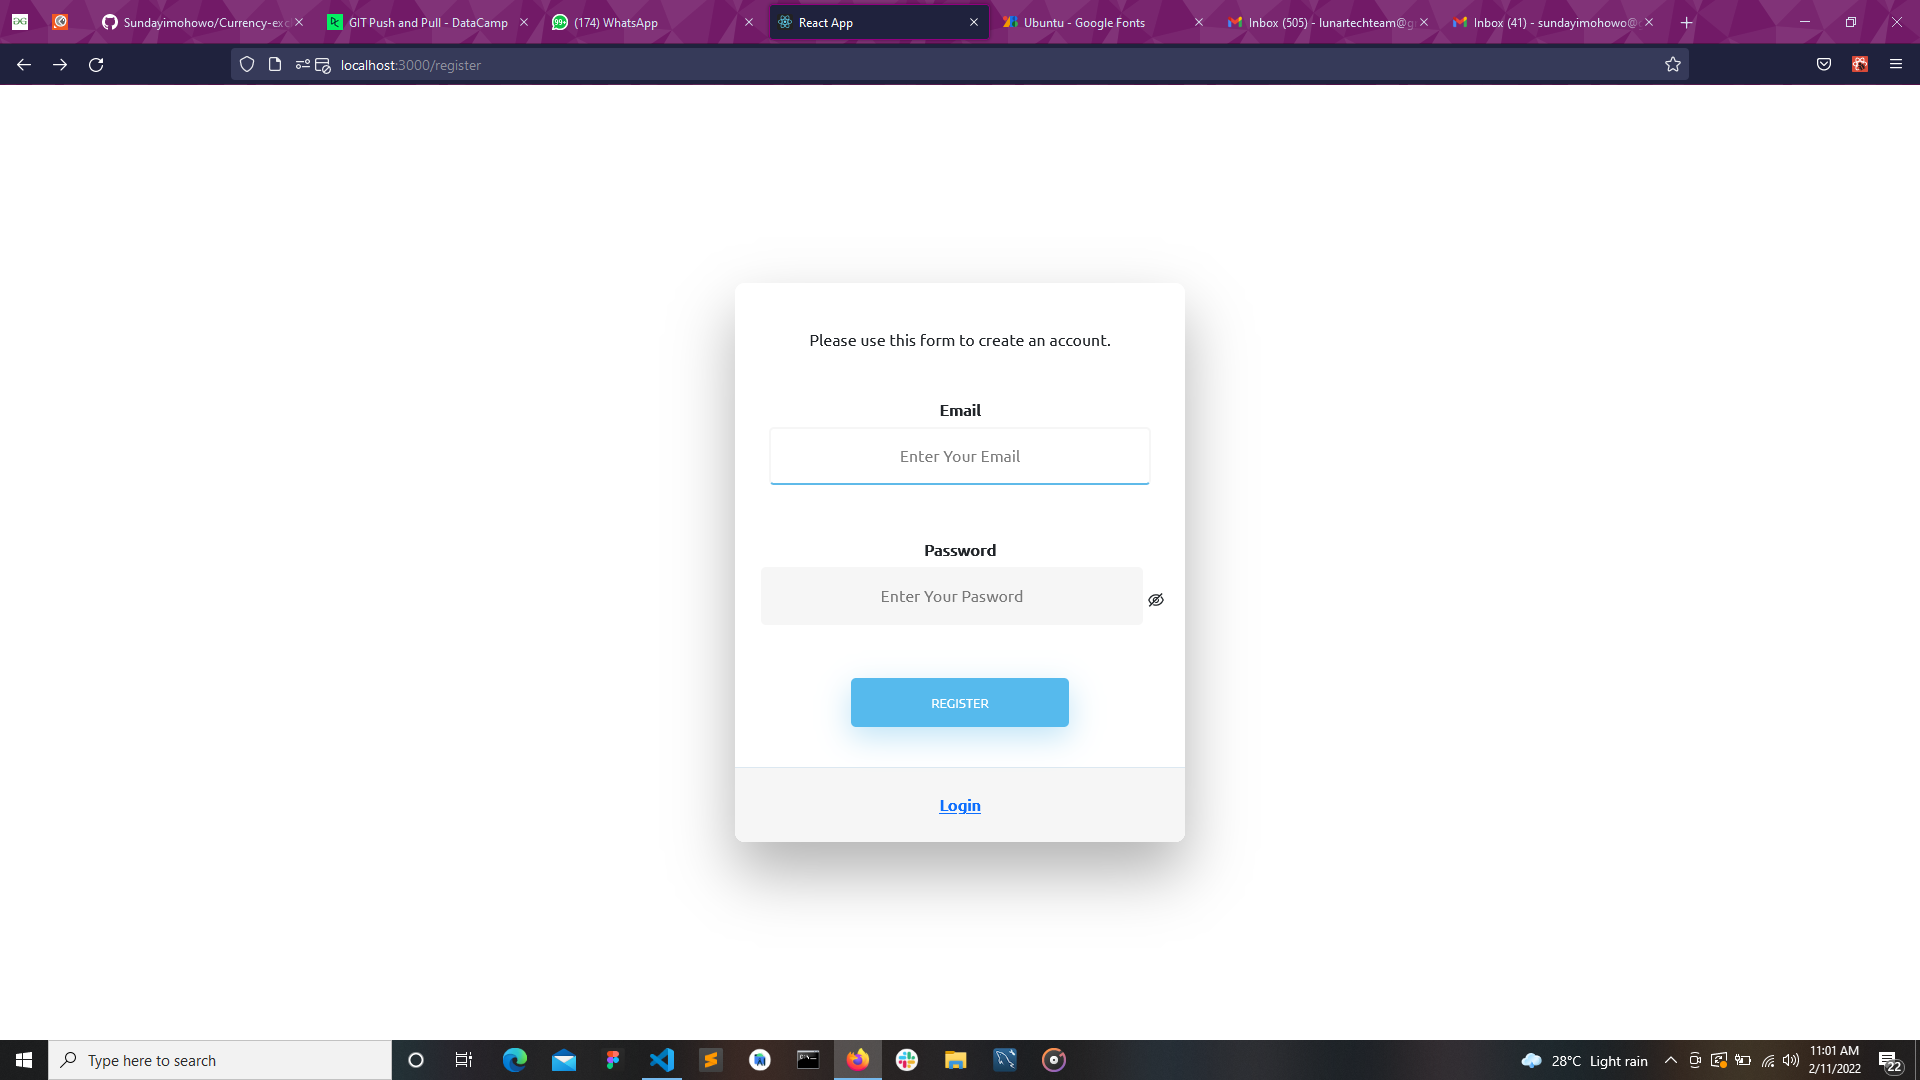 Sundayimohowo/Currency-exc
GIT Push and Pull - DataCamp
99+
(174) WhatsApp
React App
Ubuntu - Google Fonts
Inbox (505) - lunartechteam@g
Inbox (41) - sundayimohowo@
localhost:3000/register
Please use this form to create an account.
Email
Enter Your Email
Password
Enter Your Pasword
REGISTER
Login
Type here to search
28°C Light rain
11:01 AM
2/11/2022
22